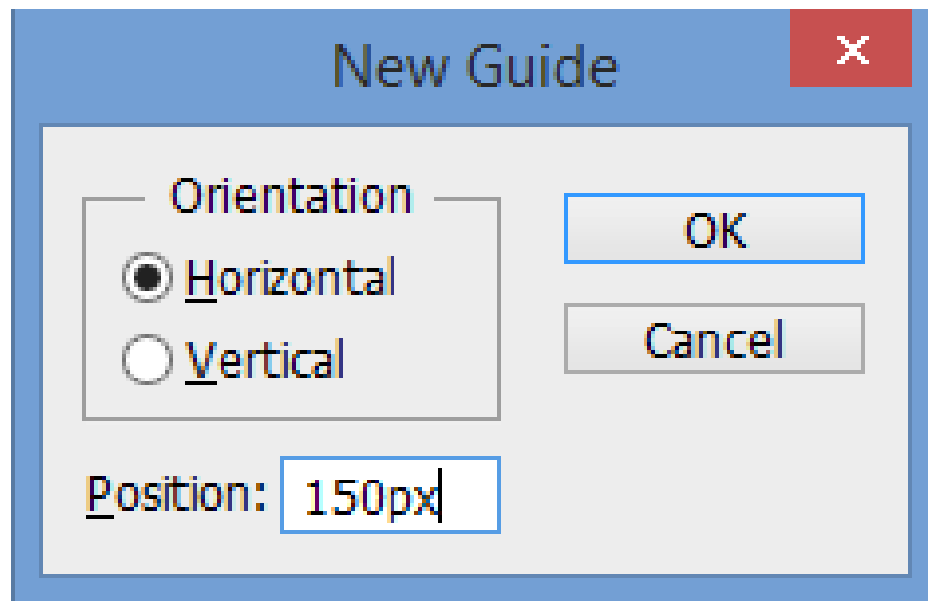 New Guide
Orientation
Horizontal
Vertical
OK
Cancel
Position: 150px